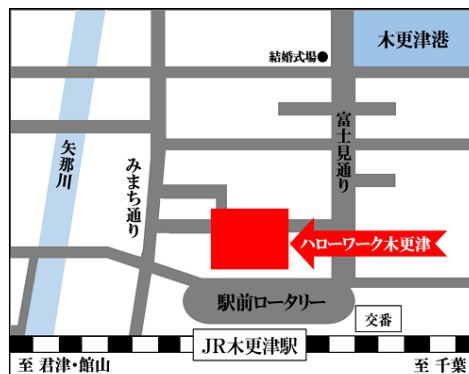 木更津港
結婚式場
富士見通り
矢那川
みまち通り
ハローワーク木更津
駅前ロータリー
交番
JR木更津駅
至 君津・館山
至 千葉